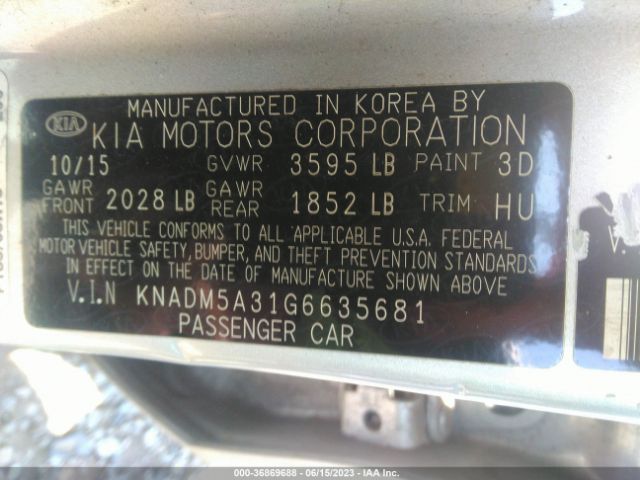 MANUFACTURED IN KOREA BY
KIA KIA MOTORS CORPORATION
10/15 GVWR 3595 LB PAINT 3D
GAWR FRONT 2028 LB GAWR REAR 1852 LB TRIM HU
THIS VEHICLE CONFORMS TO ALL APPLICABLE U.S.A. FEDERAL
MOTOR VEHICLE SAFETY, BUMPER, AND THEFT PREVENTION STANDARDS
IN EFFECT ON THE DATE OF MANUFACTURE SHOWN ABOVE
V.I.N KNADM5A31G6635681
PASSENGER CAR
V.
000-36869688 - 06/15/2023 - IAA Inc.